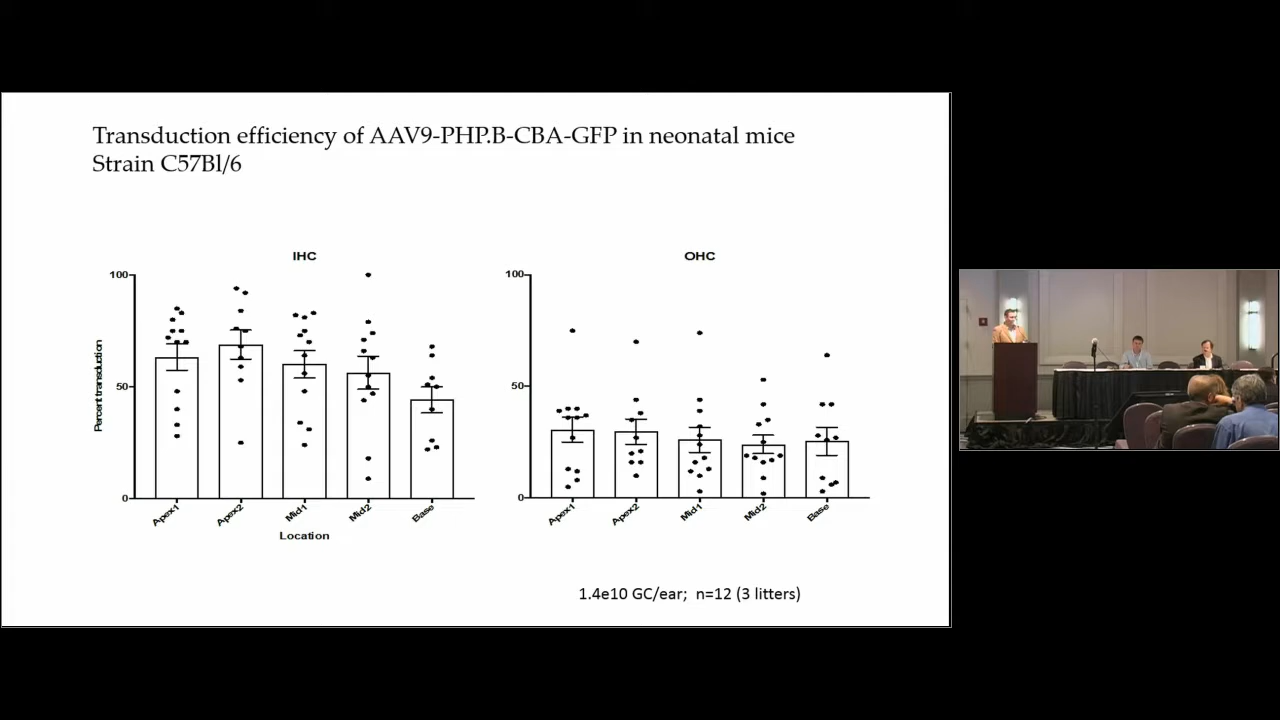 Transduction efficiency of AAV9-PHP.B-CBA-GFP in neonatal mice
Strain C57Bl/6
IHC
100
50
0
Percent transduction
Apex1
Apex2
Mid1
Mid2
Base
Location
OHC
100
50
0
Apex1
Apex2
Mid1
Mid2
Base
1.4e10 GC/ear; n=12 (3 litters)